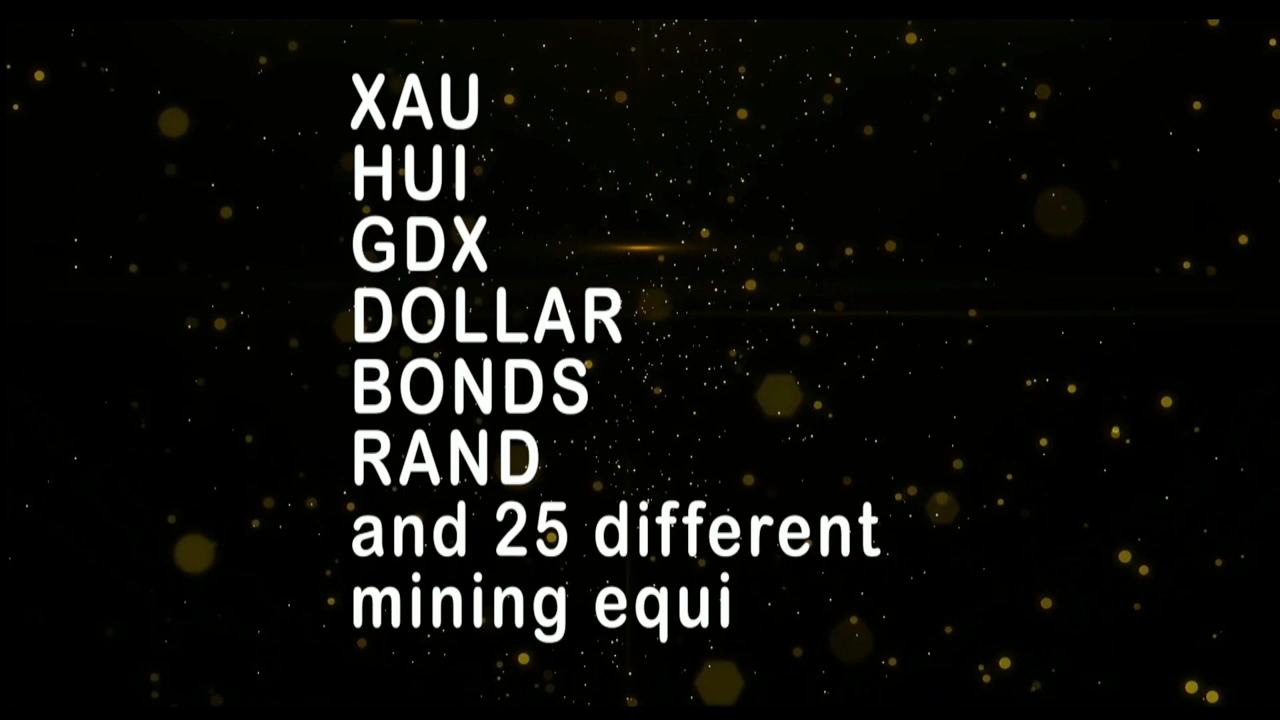 XAU
HUI
GDX
DOLLAR
BONDS
RAND
and 25 different
mining equi